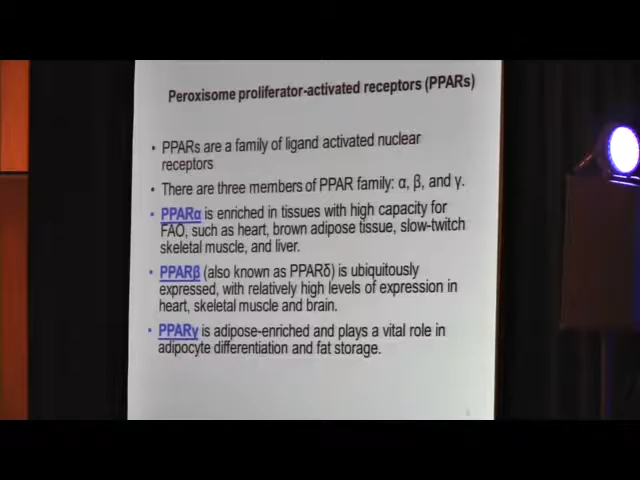 Peroxisome proliferator-activated receptors (PPARs)
• PPARs are a family of ligand activated nuclear
receptors
• There are three members of PPAR family: α, β, and γ.
• PPARα is enriched in tissues with high capacity for
FAO, such as heart, brown adipose tissue, slow-twitch
skeletal muscle, and liver.
• PPARβ (also known as PPARδ) is ubiquitously
expressed, with relatively high levels of expression in
heart, skeletal muscle and brain.
• PPARγ is adipose-enriched and plays a vital role in
adipocyte differentiation and fat storage.